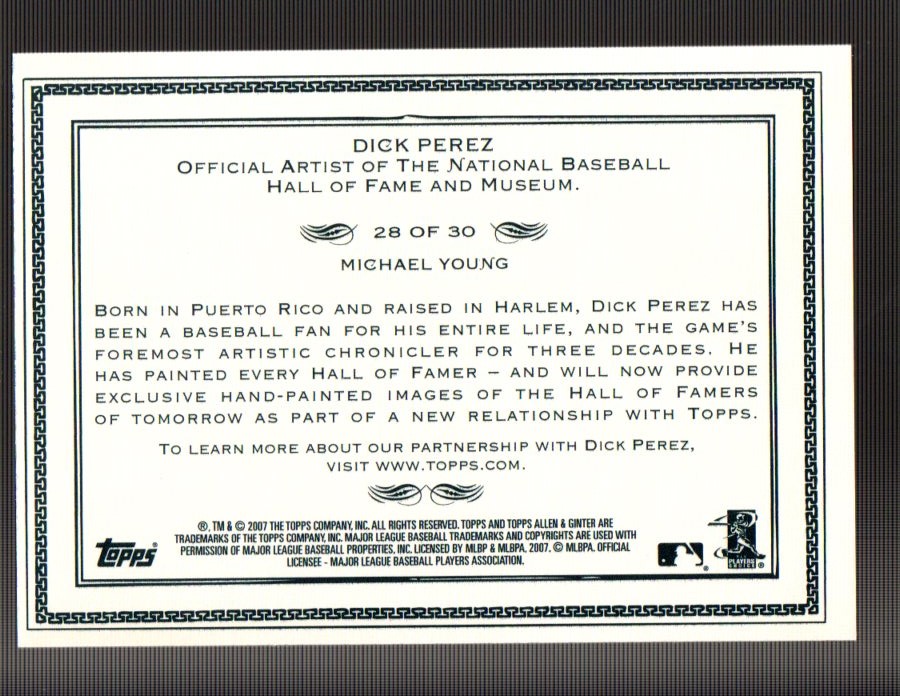 DICK PEREZ
OFFICIAL ARTIST OF THE NATIONAL BASEBALL
HALL OF FAME AND MUSEUM.
28 OF 30
MICHAEL YOUNG
BORN IN PUERTO RICO AND RAISED IN HARLEM, DICK PEREZ HAS
BEEN A BASEBALL FAN FOR HIS ENTIRE LIFE, AND THE GAME'S
FOREMOST ARTISTIC CHRONICLER FOR THREE DECADES. HE
HAS PAINTED EVERY HALL OF FAMER – AND WILL NOW PROVIDE
EXCLUSIVE HAND-PAINTED IMAGES OF THE HALL OF FAMERS
OF TOMORROW AS PART OF A NEW RELATIONSHIP WITH TOPPS.
TO LEARN MORE ABOUT OUR PARTNERSHIP WITH DICK PEREZ,
VISIT WWW.TOPPS.COM.
®, TM & © 2007 THE TOPPS COMPANY, INC. ALL RIGHTS RESERVED. TOPPS AND TOPPS ALLEN & GINTER ARE
TRADEMARKS OF THE TOPPS COMPANY, INC. MAJOR LEAGUE BASEBALL TRADEMARKS AND COPYRIGHTS ARE USED WITH
PERMISSION OF MAJOR LEAGUE BASEBALL PROPERTIES, INC. LICENSED BY MLBP & MLBPA, 2007. © MLBPA. OFFICIAL
LICENSEE - MAJOR LEAGUE BASEBALL PLAYERS ASSOCIATION.
topps®
PLAYERS
CHOICE®